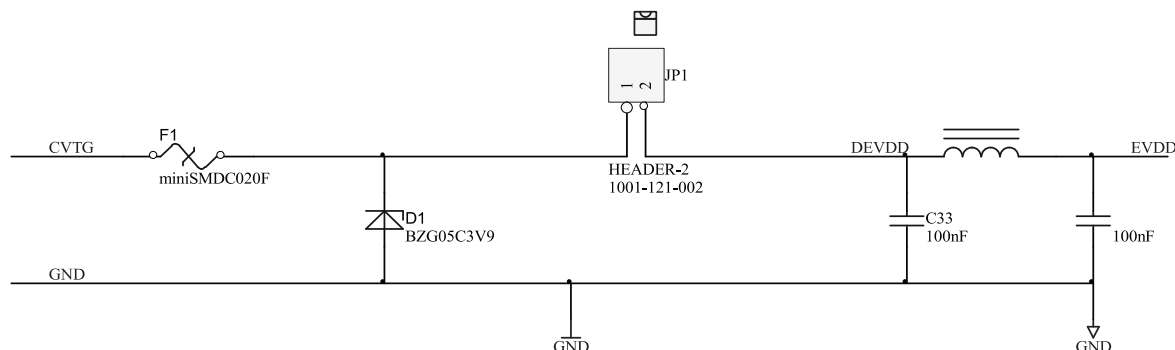 1
2
JP1
F1
CVTG
DEVDD
EVDD
miniSMDC020F
HEADER-2
1001-121-002
D1
BZG05C3V9
C33
100nF
100nF
GND
GND
GND